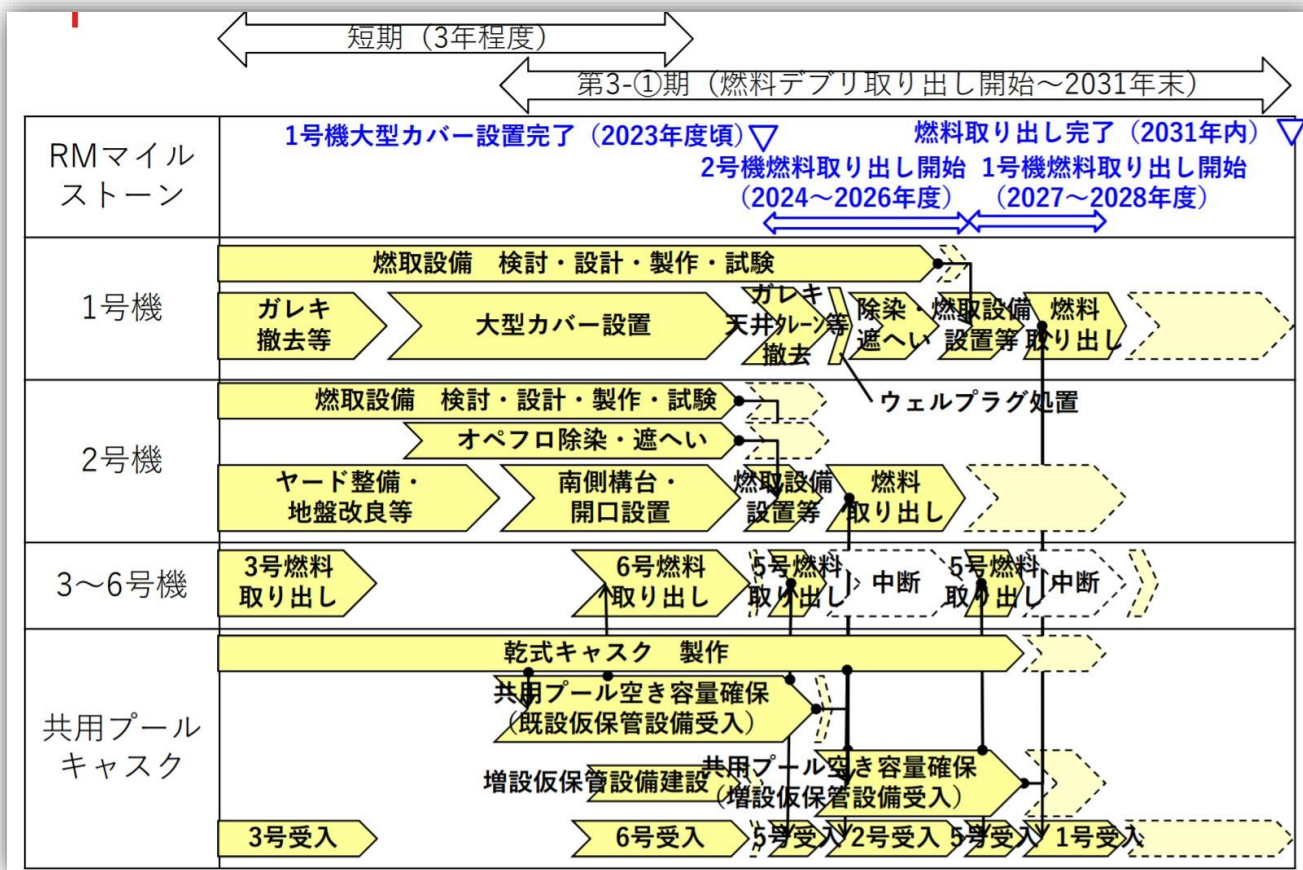 短期（3年程度）
第3-①期（燃料デブリ取り出し開始～2031年末）
RMマイル
ストーン
1号機大型カバー設置完了（2023年度頃）
燃料取り出し完了（2031年内）
2号機燃料取り出し開始
（2024～2026年度）
1号機燃料取り出し開始
（2027～2028年度）
1号機
燃取設備　検討・設計・製作・試験
ガレキ
撤去等
大型カバー設置
ガレキ
天井クレーン等
撤去
除染・
遮へい
燃取設備
設置等
燃料
取り出し
ウェルプラグ処置
2号機
燃取設備　検討・設計・製作・試験
オペフロ除染・遮へい
ヤード整備・
地盤改良等
南側構台・
開口設置
燃取設備
設置等
燃料
取り出し
3～6号機
3号燃料
取り出し
6号燃料
取り出し
5号燃料
取り出し
中断
5号燃料
取り出し
中断
共用プール
キャスク
乾式キャスク　製作
共用プール空き容量確保
（既設仮保管設備受入）
増設仮保管設備建設
共用プール空き容量確保
（増設仮保管設備受入）
3号受入
6号受入
5号受入
2号受入
5号受入
1号受入